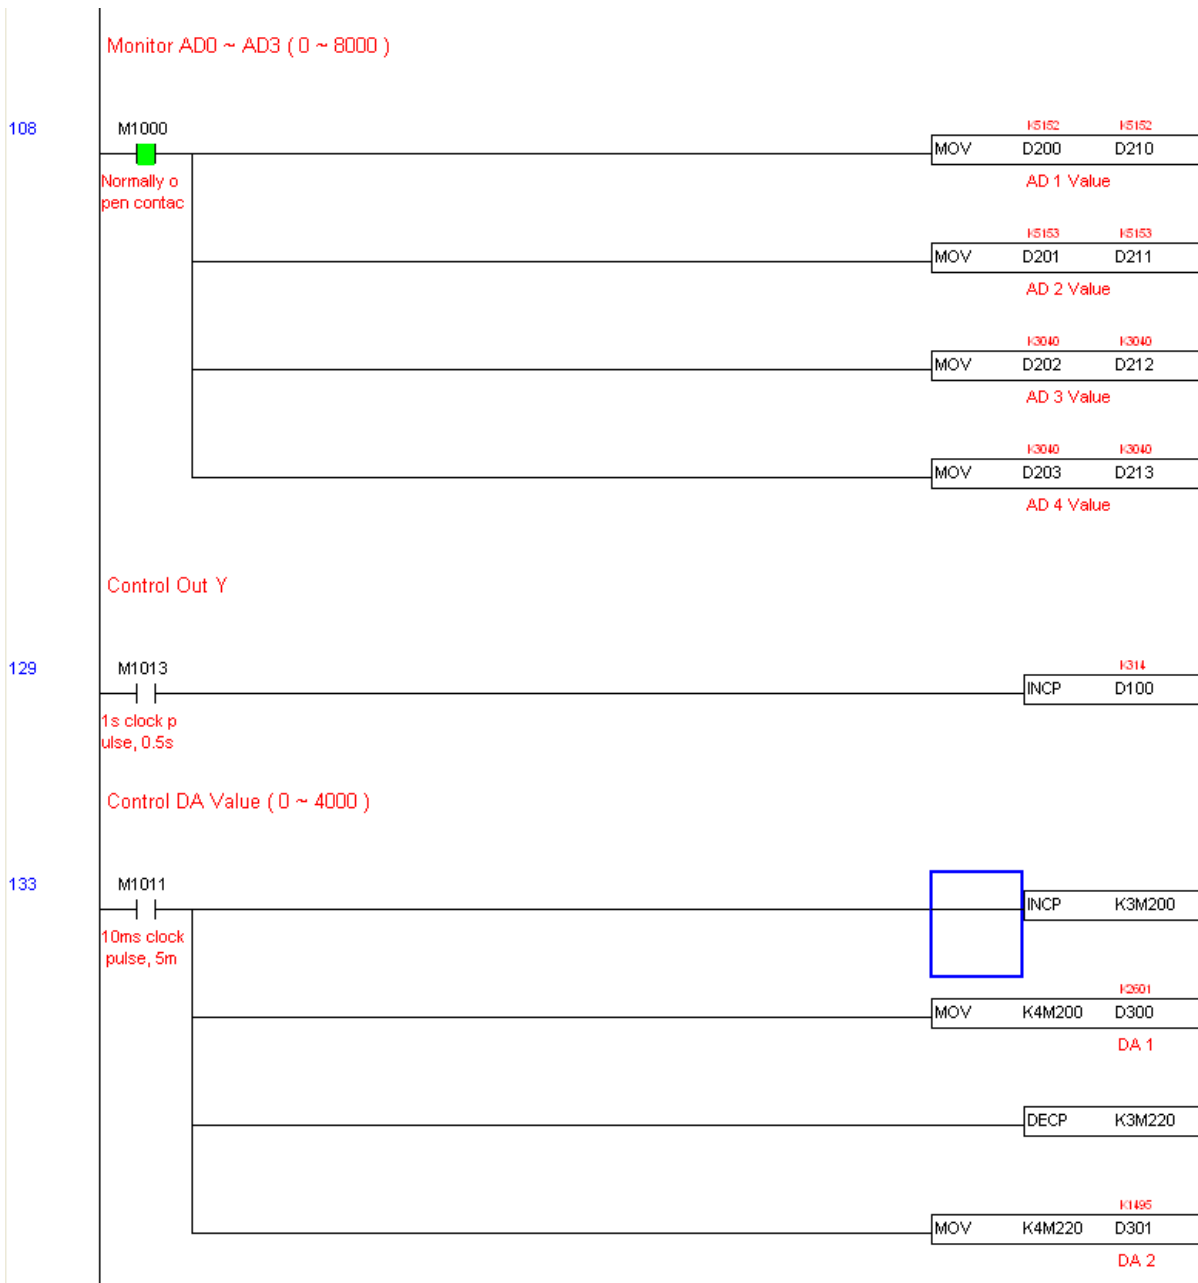 Monitor AD0 ~ AD3 ( 0 ~ 8000 )
108 M1000 K5152 K5152
MOV D200 D210
Normally o AD 1 Value
pen contac
K5153 K5153
MOV D201 D211
AD 2 Value
K3040 K3040
MOV D202 D212
AD 3 Value
K3040 K3040
MOV D203 D213
AD 4 Value
Control Out Y
129 M1013 K314
INCP D100
1s clock p
ulse, 0.5s
Control DA Value ( 0 ~ 4000 )
133 M1011
INCP K3M200
10ms clock
pulse, 5m
K2601
MOV K4M200 D300
DA 1
DECP K3M220
K1495
MOV K4M220 D301
DA 2